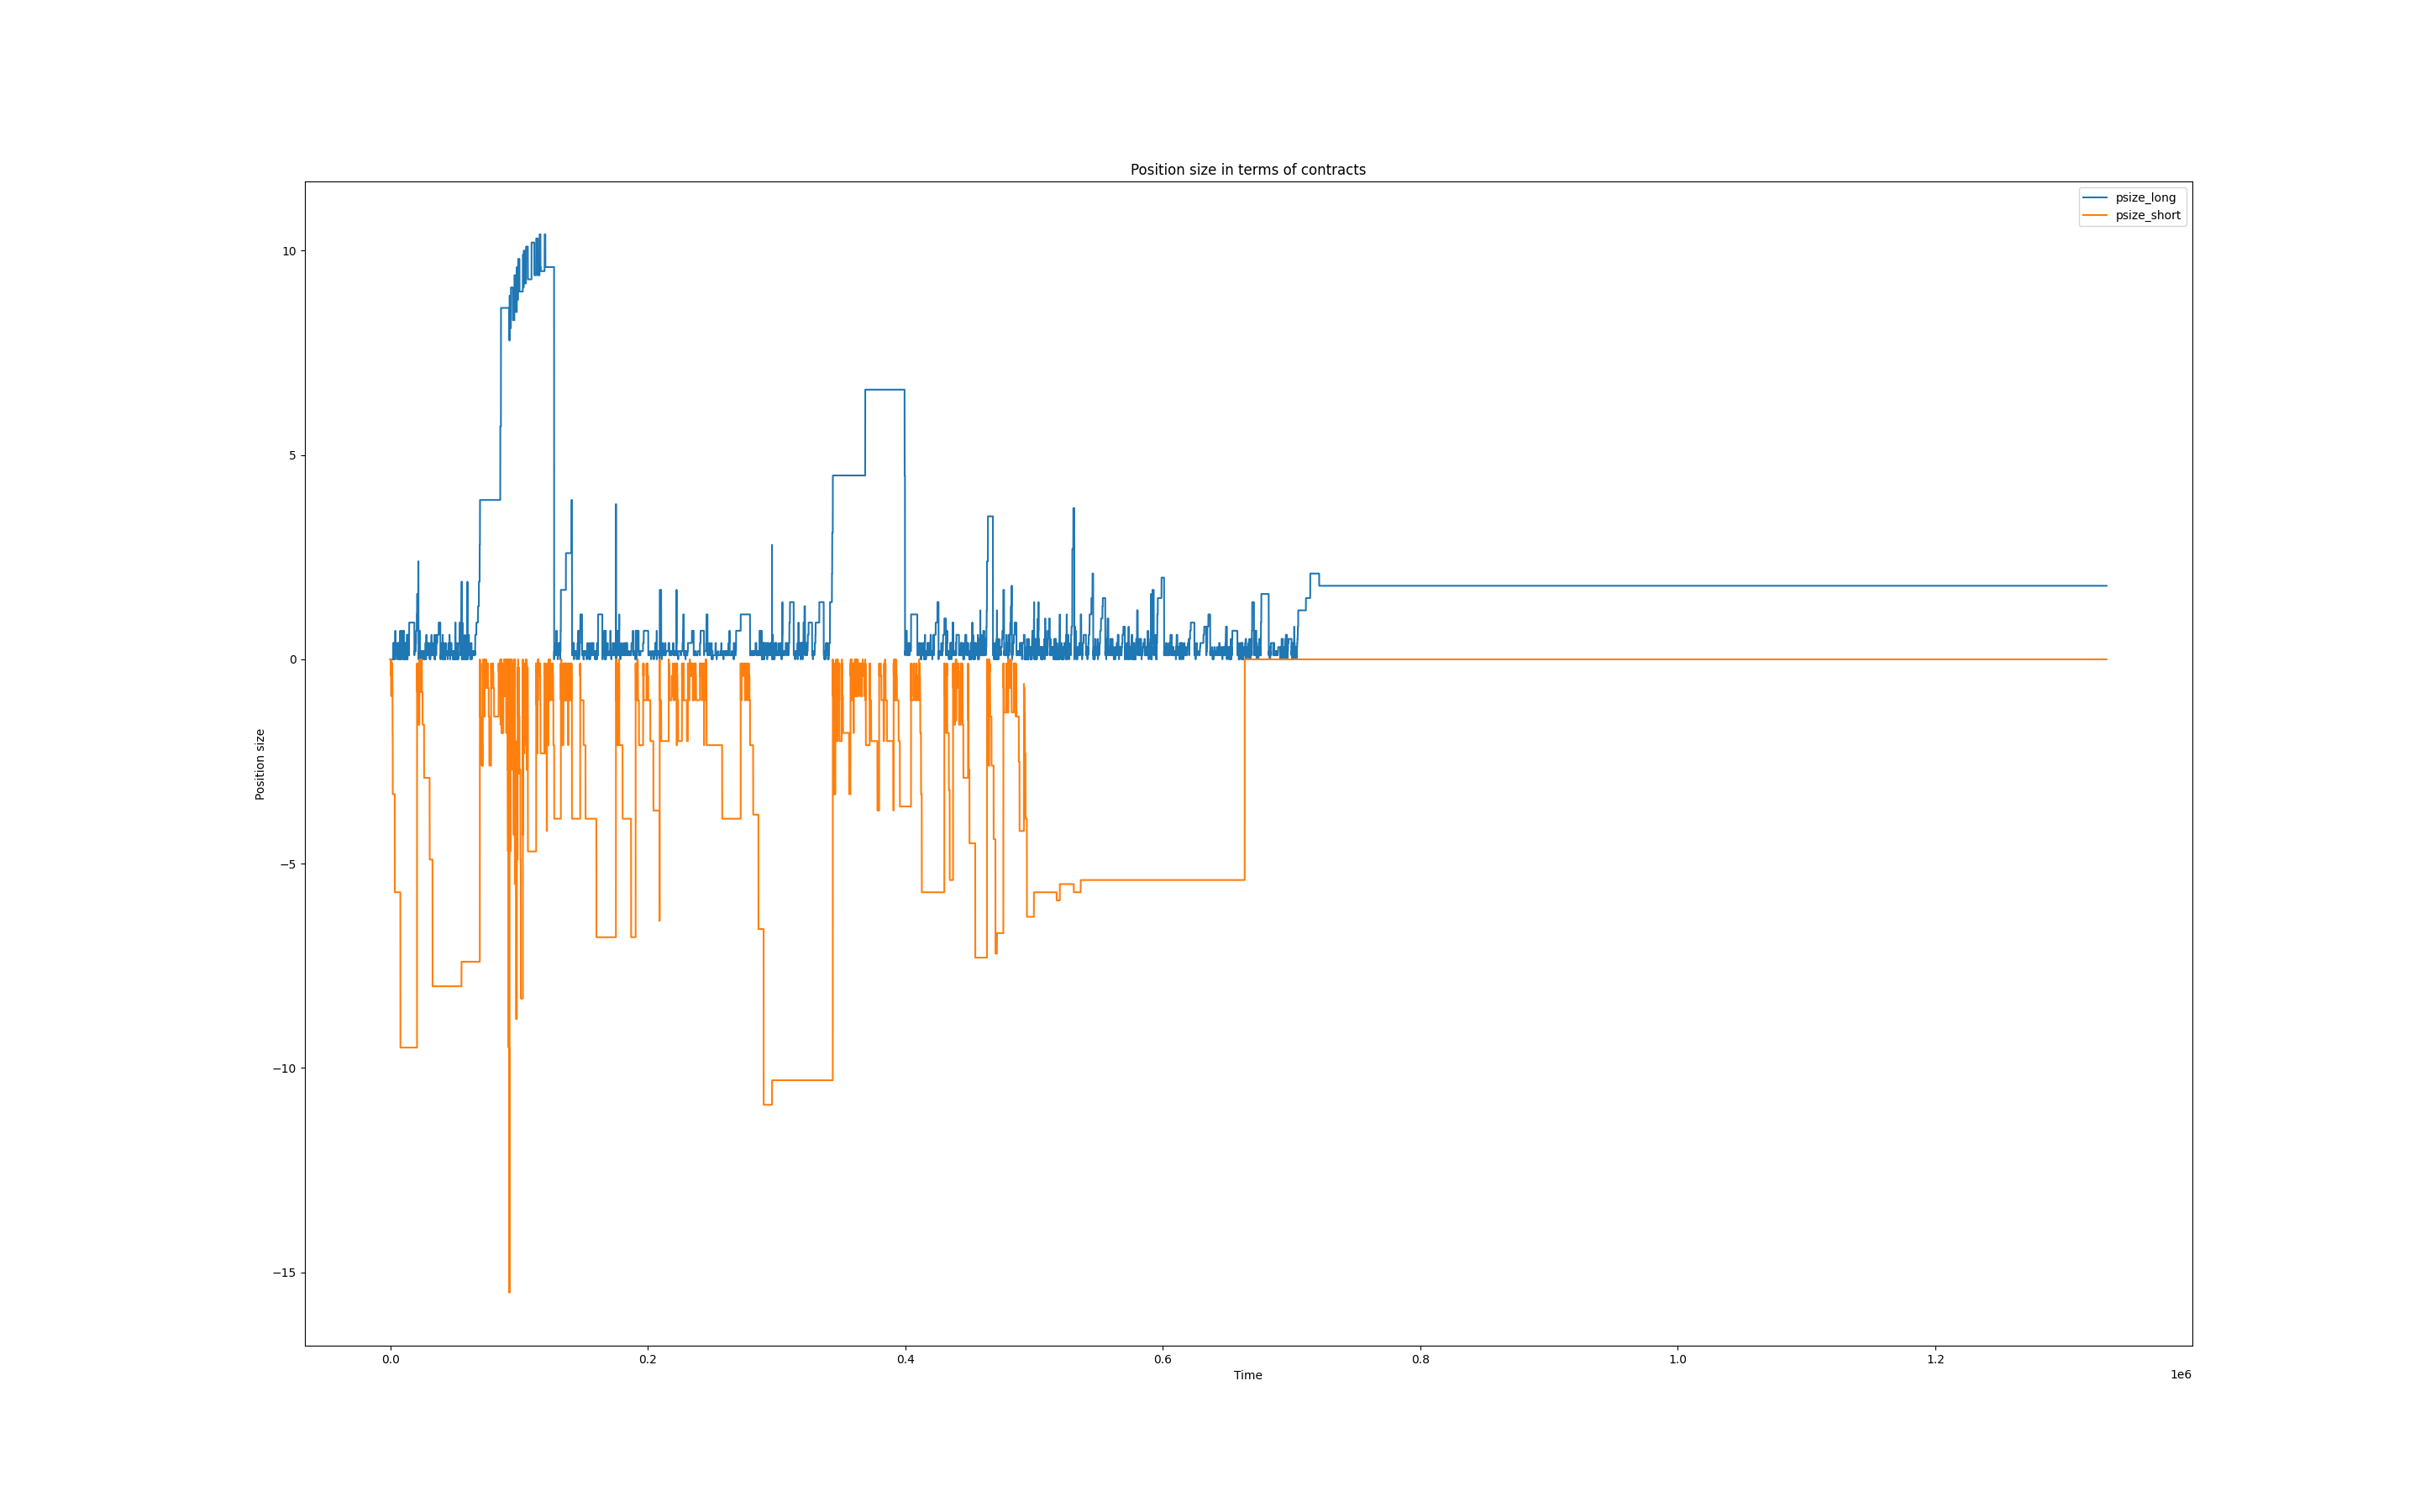 Position size in terms of contracts
psize_long
psize_short
10
5
0
−5
−10
−15
Position size
0.0 0.2 0.4 0.6 0.8 1.0 1.2
Time
1e6